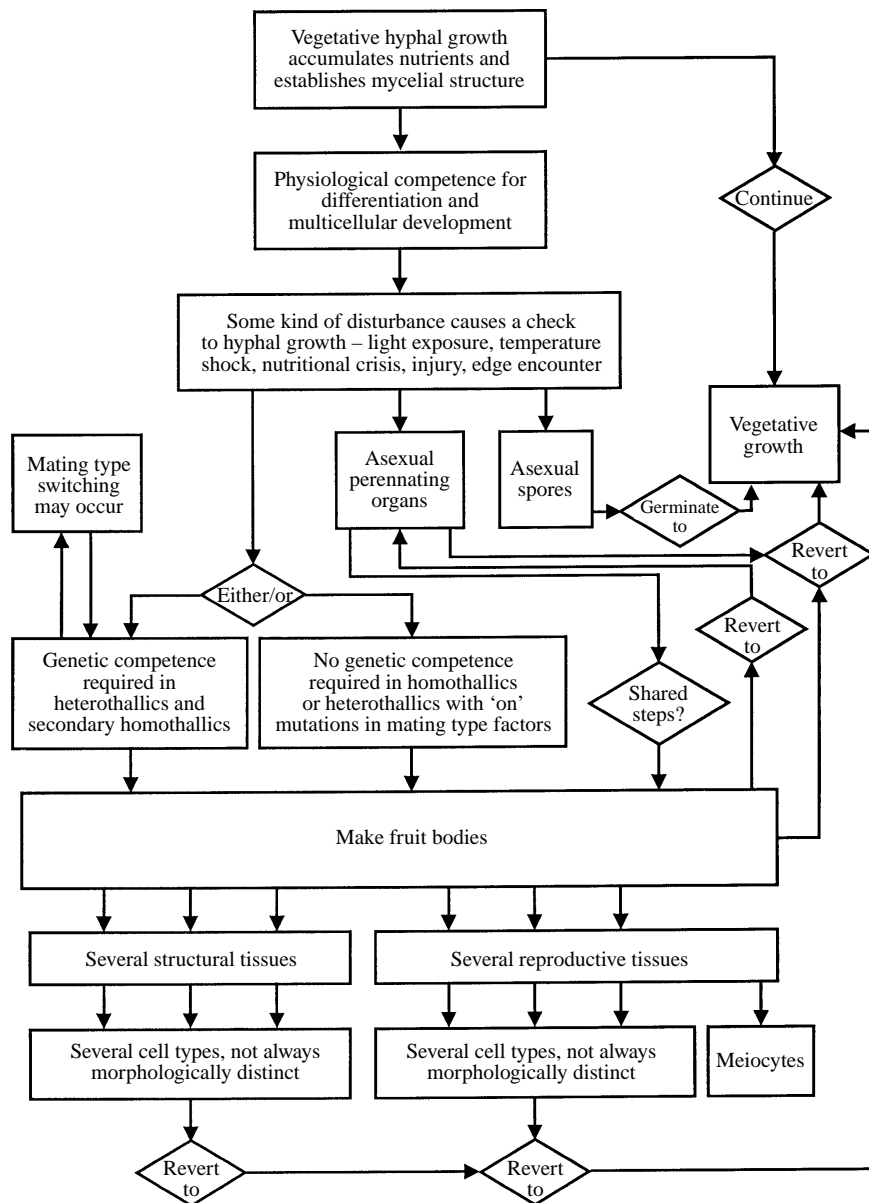 Vegetative hyphal growth
accumulates nutrients and
establishes mycelial structure
Physiological competence for
differentiation and
multicellular development
Continue
Some kind of disturbance causes a check
to hyphal growth – light exposure, temperature
shock, nutritional crisis, injury, edge encounter
Vegetative
growth
Mating type
switching
may occur
Asexual
perennating
organs
Asexual
spores
Germinate
to
Revert
to
Either/or
Revert
to
Genetic competence
required in
heterothallics and
secondary homothallics
No genetic competence
required in homothallics
or heterothallics with ‘on’
mutations in mating type factors
Shared
steps?
Make fruit bodies
Several structural tissues
Several reproductive tissues
Several cell types, not always
morphologically distinct
Several cell types, not always
morphologically distinct
Meiocytes
Revert
to
Revert
to